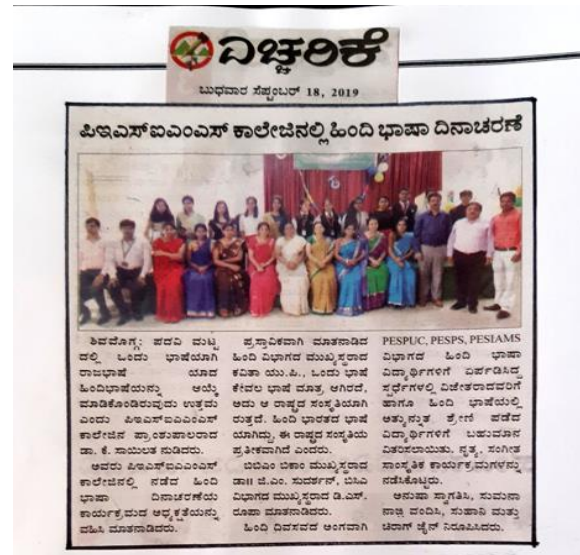 ಎಚ್ಚರಿಕೆ
ಬುಧವಾರ ಸೆಪ್ಟಂಬರ್ 18, 2019
ಪಿಇಎಸ್‌ಐಎಂಎಸ್ ಕಾಲೇಜಿನಲ್ಲಿ ಹಿಂದಿ ಭಾಷಾ ದಿನಾಚರಣೆ
ಶಿವಮೊಗ್ಗ: ಪದವಿ ಮಟ್ಟ
ದಲ್ಲಿ ಒಂದು ಭಾಷೆಯಾಗಿ
ರಾಜಭಾಷೆ ಯಾದ
ಹಿಂದಿಭಾಷೆಯನ್ನು ಆಯ್ಕೆ
ಮಾಡಿಕೊಂಡಿರುವುದು ಉತ್ತಮ
ಎಂದು ಪಿಇಎಸ್‌ಐಎಎಂಎಸ್
ಕಾಲೇಜಿನ ಪ್ರಾಂಶುಪಾಲರಾದ
ಡಾ. ಕೆ. ಸಾಯಿಲತ ನುಡಿದರು.
ಅವರು ಪಿಇಎಸ್‌ಐಎಎಂಎಸ್
ಕಾಲೇಜಿನಲ್ಲಿ ನಡೆದ ಹಿಂದಿ
ಭಾಷಾ ದಿನಾಚರಣೆಯ
ಕಾರ್ಯಕ್ರಮದ ಅಧ್ಯಕ್ಷತೆಯನ್ನು
ವಹಿಸಿ ಮಾತನಾಡಿದರು.
ಪ್ರಸ್ತಾವಿಕವಾಗಿ ಮಾತನಾಡಿದ
ಹಿಂದಿ ವಿಭಾಗದ ಮುಖ್ಯಸ್ಥರಾದ
ಕವಿತಾ ಯು.ಪಿ., ಒಂದು ಭಾಷೆ
ಕೇವಲ ಭಾಷೆ ಮಾತ್ರ ಆಗಿರದೆ,
ಅದು ಆ ರಾಷ್ಟ್ರದ ಸಂಸ್ಕೃತಿಯಾಗಿ
ರುತ್ತದೆ. ಹಿಂದಿ ಭಾರತದ ಭಾಷೆ
ಯಾಗಿದ್ದು, ಈ ರಾಷ್ಟ್ರದ ಸಂಸ್ಕೃತಿಯ
ಪ್ರತೀಕವಾಗಿದೆ ಎಂದರು.
ಬಿಬಿಎಂ ಬಿಕಾಂ ಮುಖ್ಯಸ್ಥರಾದ
ಡಾ|| ಜಿ.ಎಂ. ಸುದರ್ಶನ್, ಬಿಸಿಎ
ವಿಭಾಗದ ಮುಖ್ಯಸ್ಥರಾದ ಡಿ.ಎಸ್.
ರೂಪಾ ಮಾತನಾಡಿದರು.
ಹಿಂದಿ ದಿವಸವದ ಅಂಗವಾಗಿ
PESPUC, PESPS, PESIAMS
ವಿಭಾಗದ ಹಿಂದಿ ಭಾಷಾ
ವಿದ್ಯಾರ್ಥಿಗಳಿಗೆ ಏರ್ಪಡಿಸಿದ್ದ
ಸ್ಪರ್ಧೆಗಳಲ್ಲಿ ವಿಜೇತರಾದವರಿಗೆ
ಹಾಗೂ ಹಿಂದಿ ಭಾಷೆಯಲ್ಲಿ
ಅತ್ಯುನ್ನತ ಶ್ರೇಣಿ ಪಡೆದ
ವಿದ್ಯಾರ್ಥಿಗಳಿಗೆ ಬಹುಮಾನ
ವಿತರಿಸಲಾಯಿತು. ನೃತ್ಯ, ಸಂಗೀತ
ಸಾಂಸ್ಕೃತಿಕ ಕಾರ್ಯಕ್ರಮಗಳನ್ನು
ನಡೆಸಿಕೊಟ್ಟರು.
ಅನುಷಾ ಸ್ವಾಗತಿಸಿ, ಸುಮನಾ
ವಂದಿಸಿ, ಸುಹಾನಿ ಮತ್ತು
ಚಿರಾಗ್ ಜೈನ್ ನಿರೂಪಿಸಿದರು.